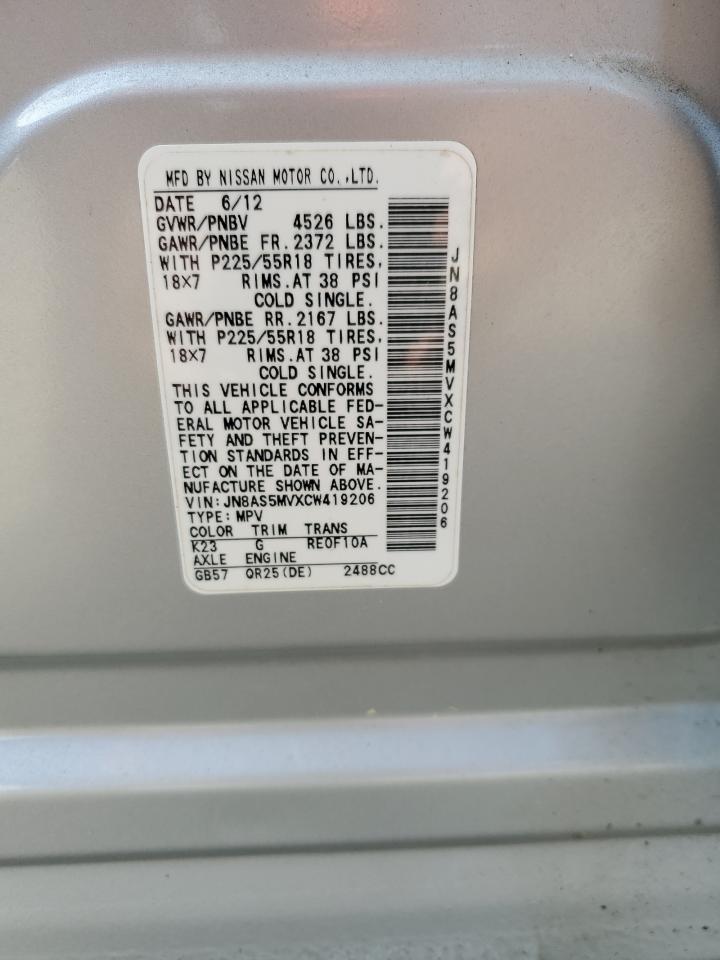 MFD BY NISSAN MOTOR CO.,LTD.
DATE 6/12
GVWR/PNBV 4526 LBS.
GAWR/PNBE FR. 2372 LBS.
WITH P225/55R18 TIRES,
18X7 RIMS.AT 38 PSI
COLD SINGLE.
GAWR/PNBE RR. 2167 LBS.
WITH P225/55R18 TIRES,
18X7 RIMS.AT 38 PSI
COLD SINGLE.
THIS VEHICLE CONFORMS
TO ALL APPLICABLE FED-
ERAL MOTOR VEHICLE SA-
FETY AND THEFT PREVEN-
TION STANDARDS IN EFF-
ECT ON THE DATE OF MA-
NUFACTURE SHOWN ABOVE.
VIN:JN8AS5MVXCW419206
TYPE:MPV
COLOR TRIM TRANS
K23 G RE0F10A
AXLE ENGINE
GB57 QR25(DE) 2488CC
JN8AS5MVXCW419206